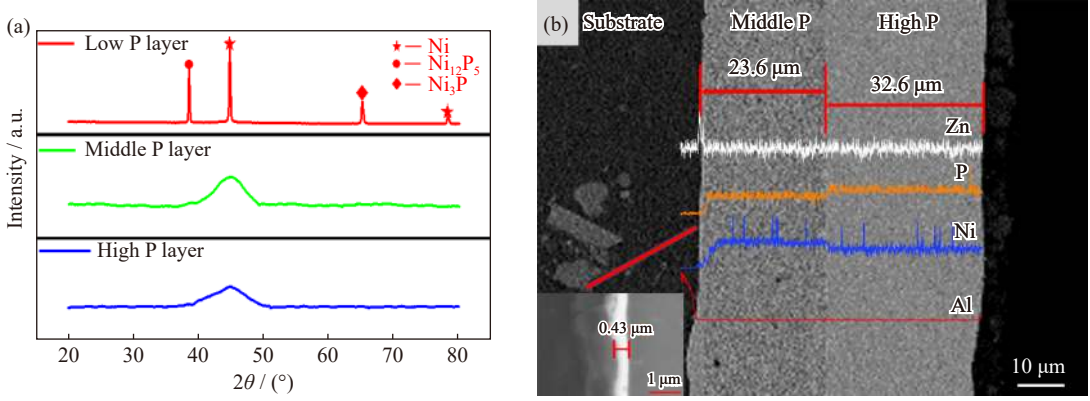 (a)
Low P layer
Ni
Ni₁₂P₅
Ni₃P
Middle P layer
High P layer
Intensity / a.u.
20 30 40 50 60 70 80
2θ / (°)
(b)
Substrate Middle P High P
23.6 μm
32.6 μm
Zn
P
Ni
Al
0.43 μm
1 μm
10 μm